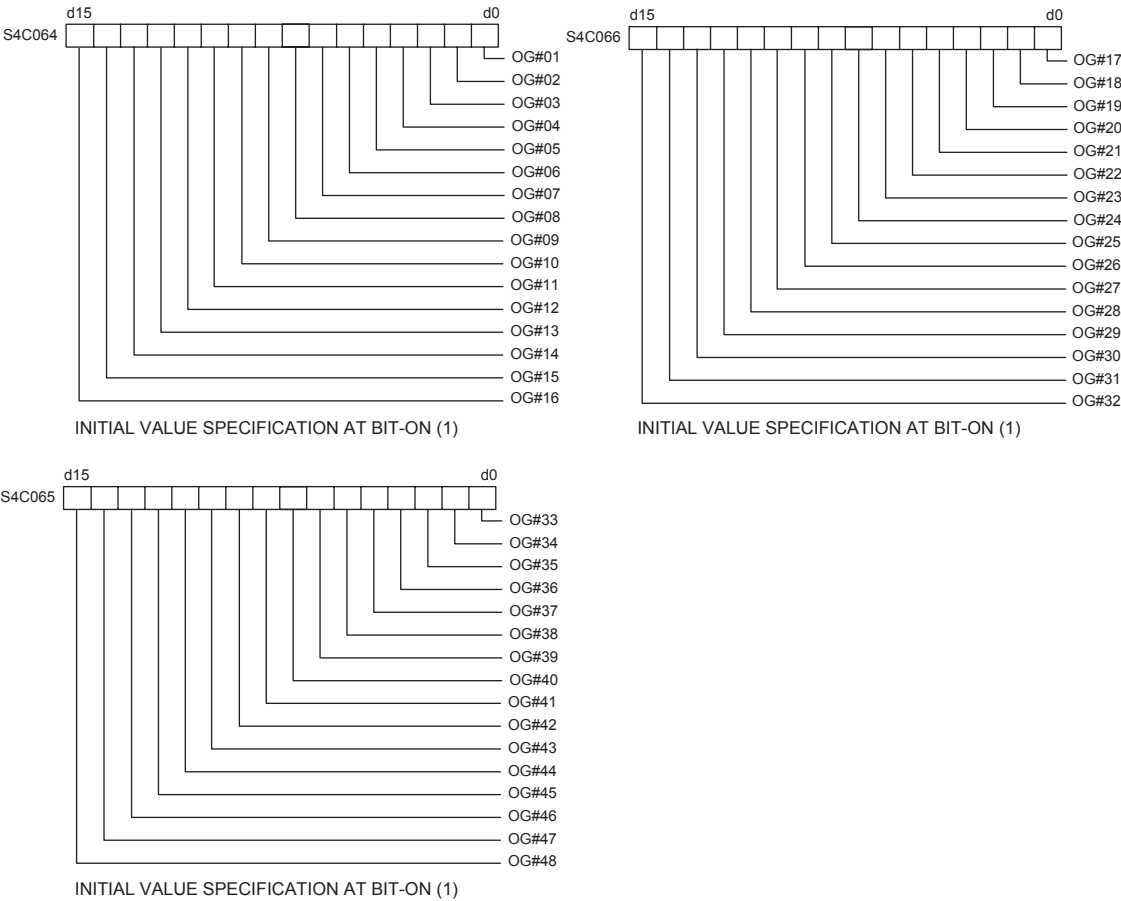 d15 d0
S4C064
OG#01
OG#02
OG#03
OG#04
OG#05
OG#06
OG#07
OG#08
OG#09
OG#10
OG#11
OG#12
OG#13
OG#14
OG#15
OG#16
INITIAL VALUE SPECIFICATION AT BIT-ON (1)
d15 d0
S4C066
OG#17
OG#18
OG#19
OG#20
OG#21
OG#22
OG#23
OG#24
OG#25
OG#26
OG#27
OG#28
OG#29
OG#30
OG#31
OG#32
INITIAL VALUE SPECIFICATION AT BIT-ON (1)
d15 d0
S4C065
OG#33
OG#34
OG#35
OG#36
OG#37
OG#38
OG#39
OG#40
OG#41
OG#42
OG#43
OG#44
OG#45
OG#46
OG#47
OG#48
INITIAL VALUE SPECIFICATION AT BIT-ON (1)